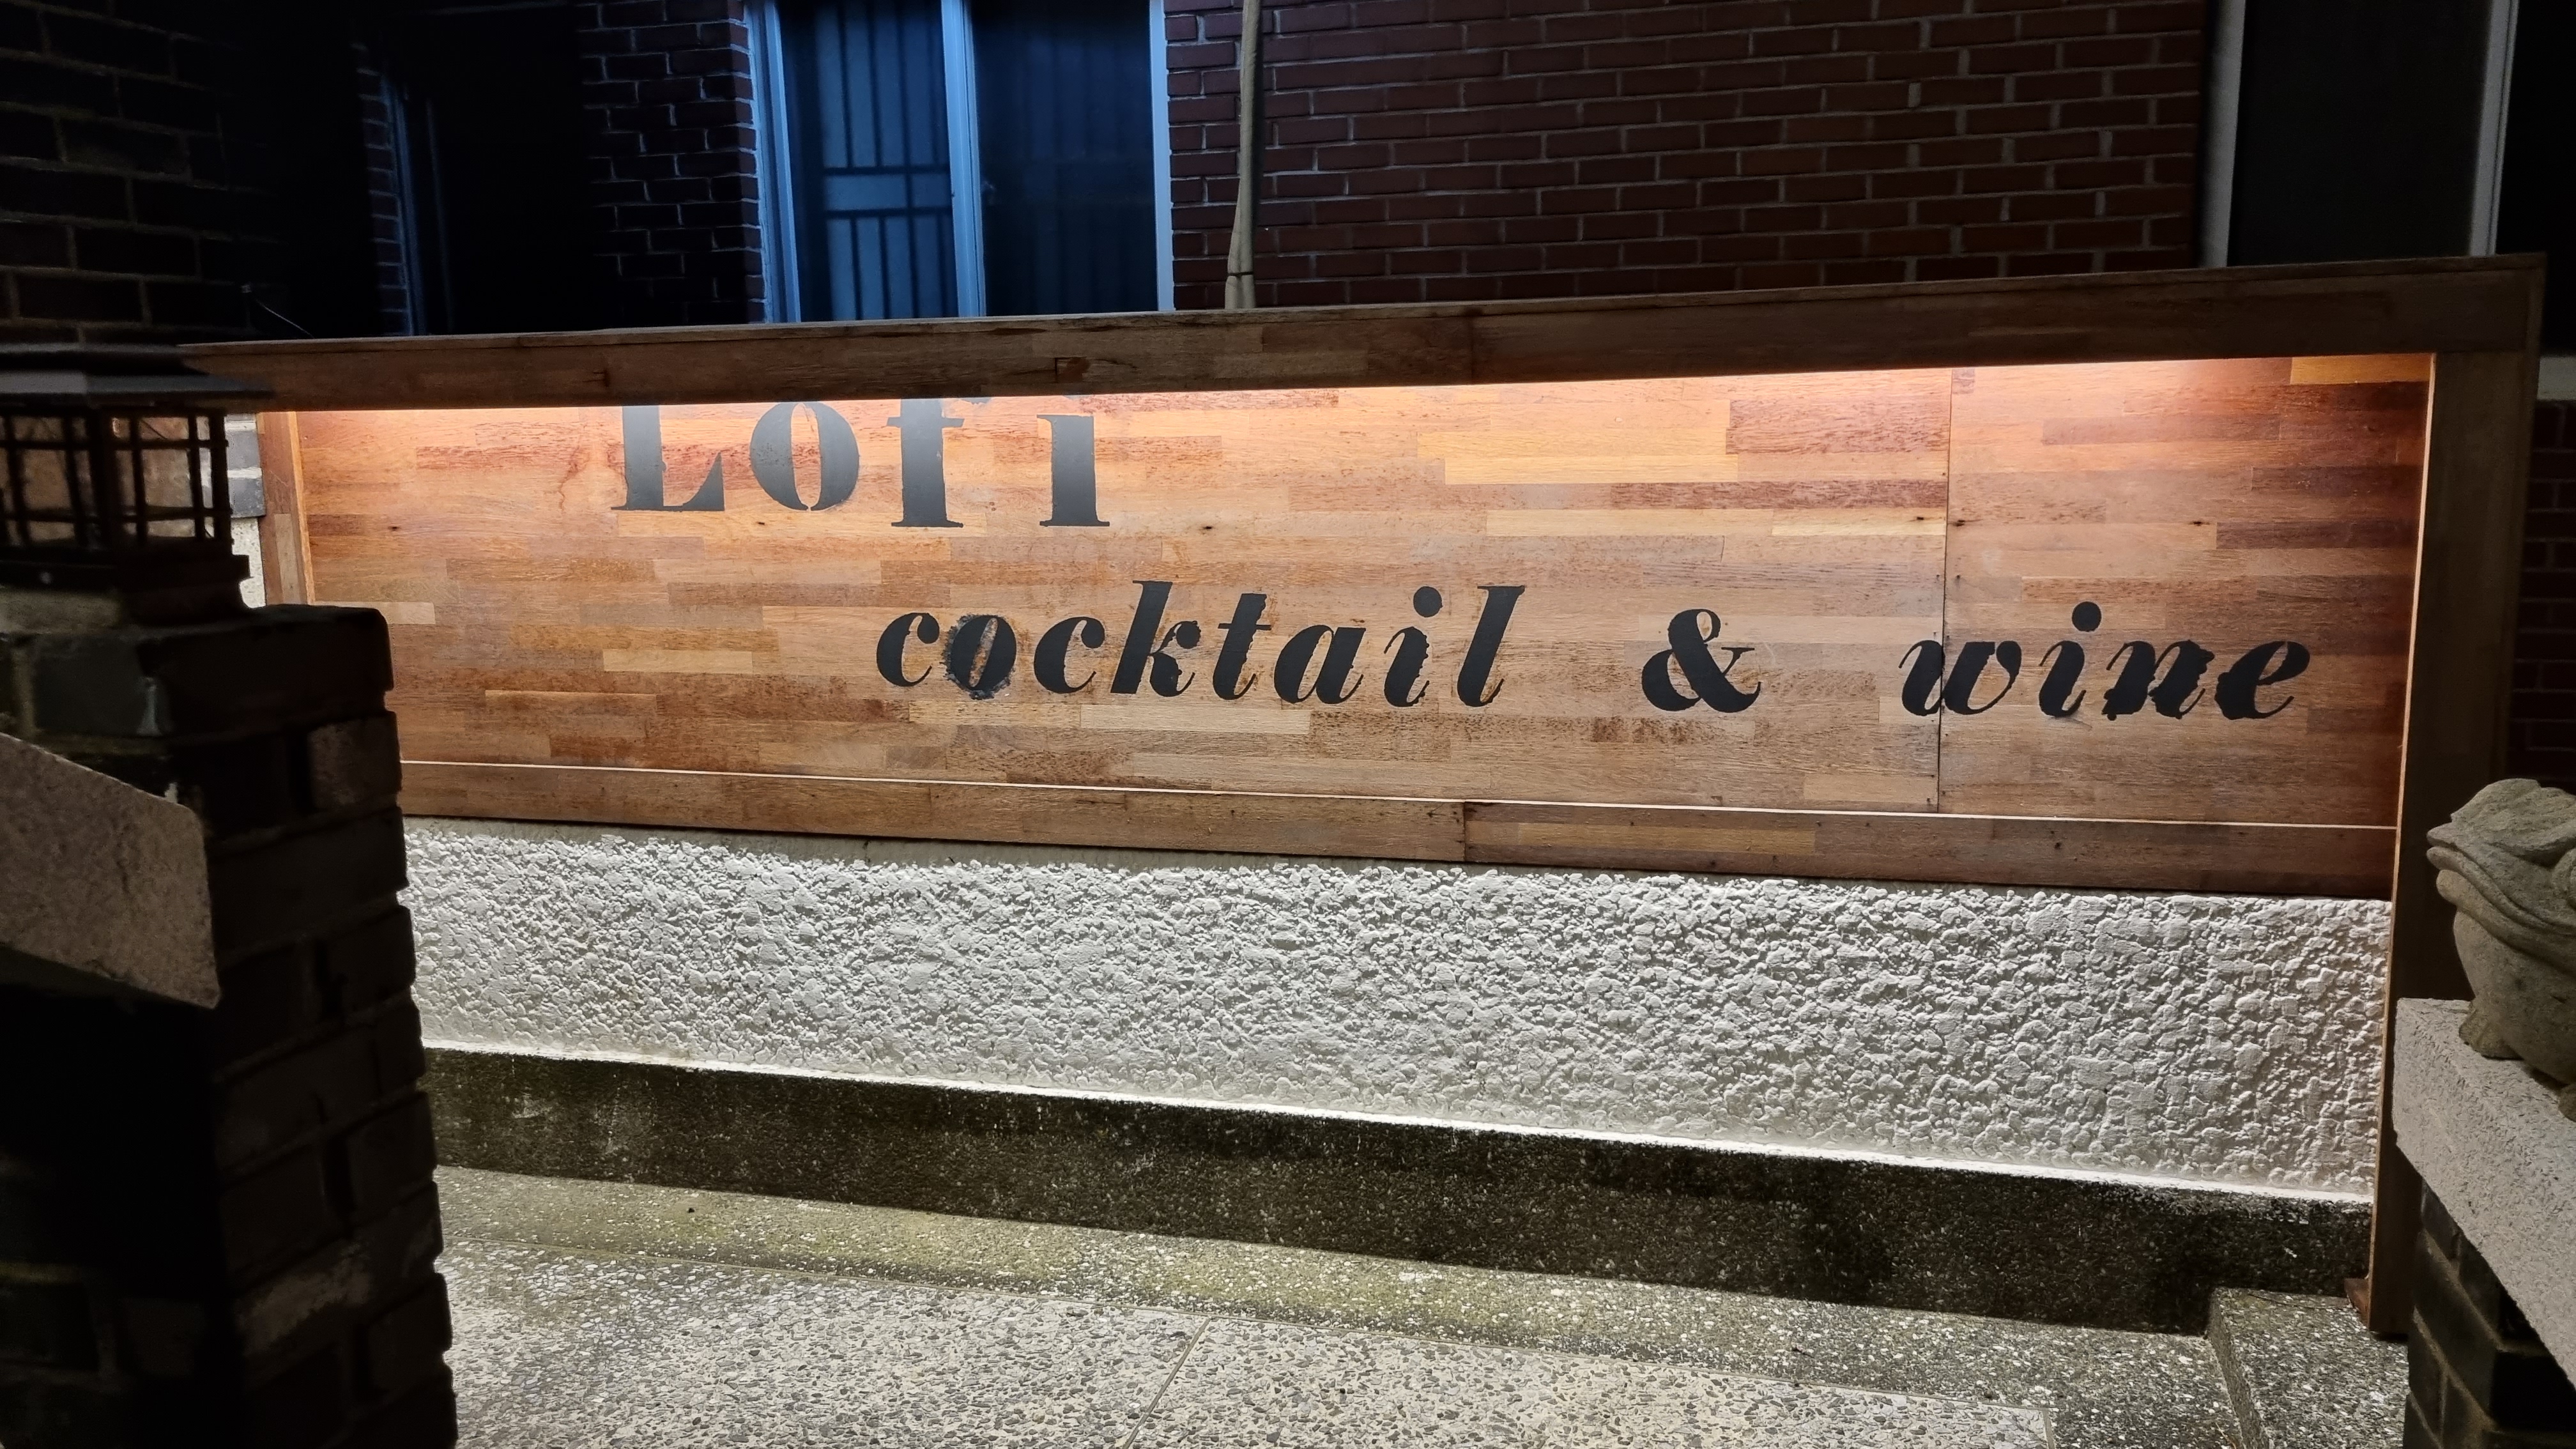 Lofi
cocktail & wine